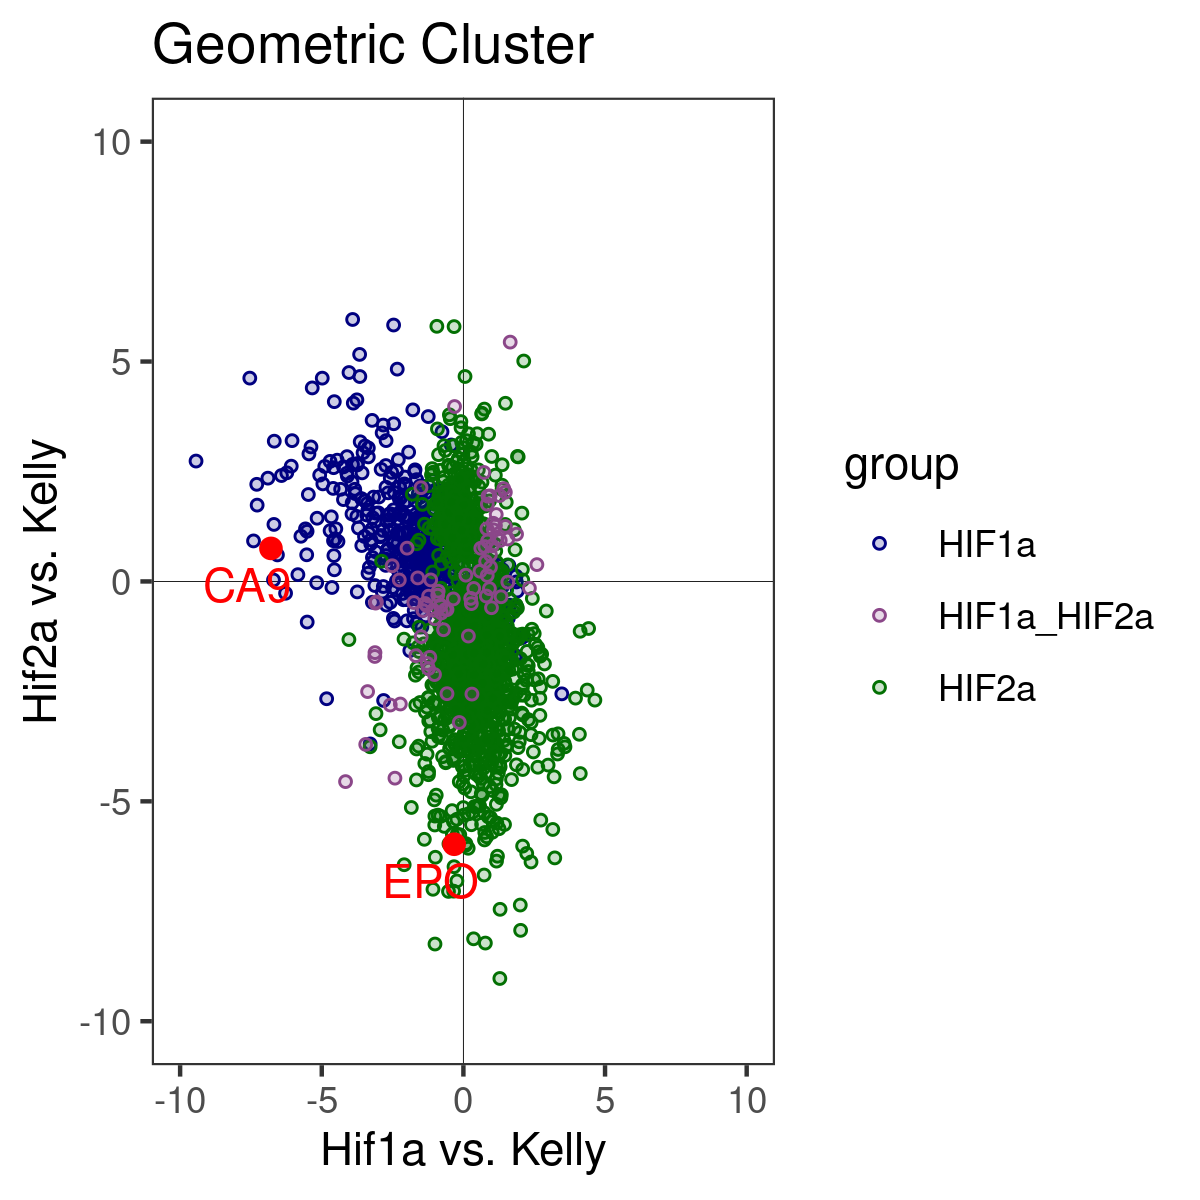 Geometric Cluster
10
5
0
-5
-10
Hif2a vs. Kelly
CA9
EPO
-10
-5
0
5
10
Hif1a vs. Kelly
group
HIF1a
HIF1a_HIF2a
HIF2a